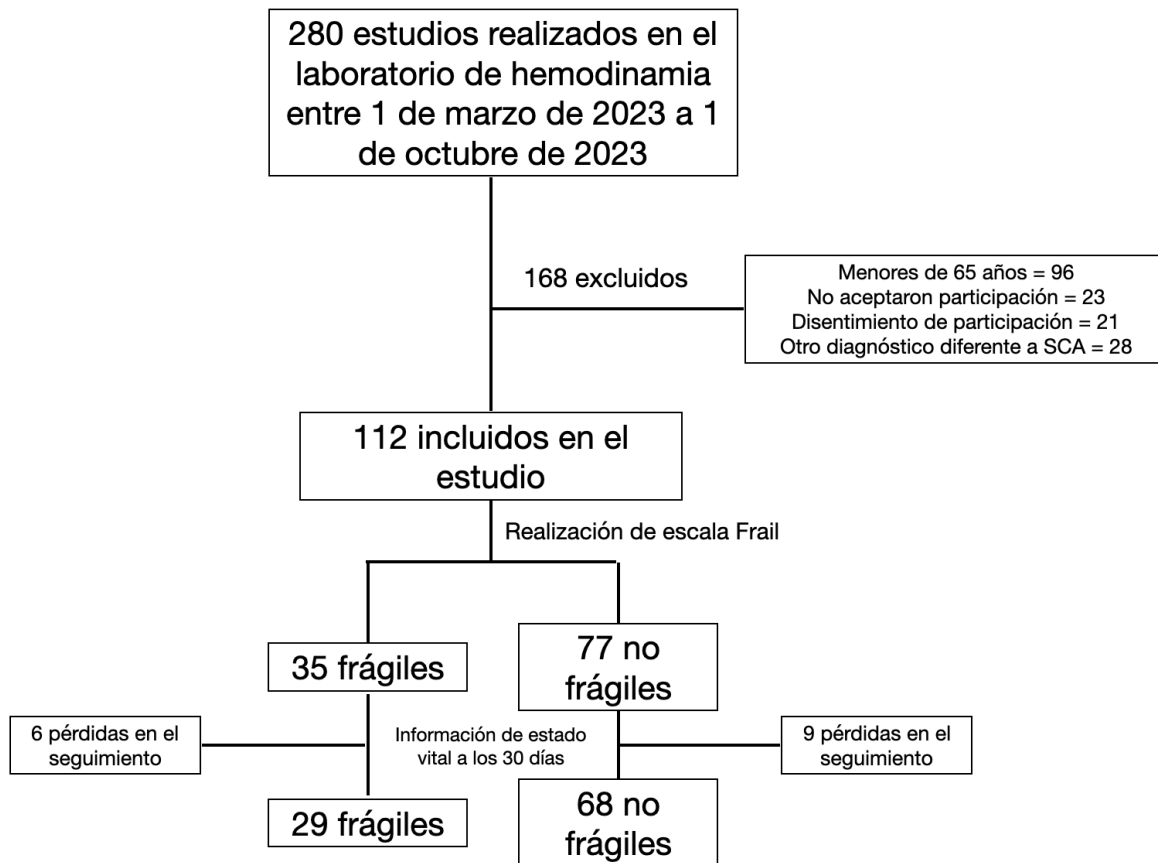 280 estudios realizados en el
laboratorio de hemodinamia
entre 1 de marzo de 2023 a 1
de octubre de 2023
168 excluidos
Menores de 65 años = 96
No aceptaron participación = 23
Disentimiento de participación = 21
Otro diagnóstico diferente a SCA = 28
112 incluidos en el
estudio
Realización de escala Frail
35 frágiles
77 no
frágiles
6 pérdidas en el
seguimiento
Información de estado
vital a los 30 días
9 pérdidas en el
seguimiento
29 frágiles
68 no
frágiles